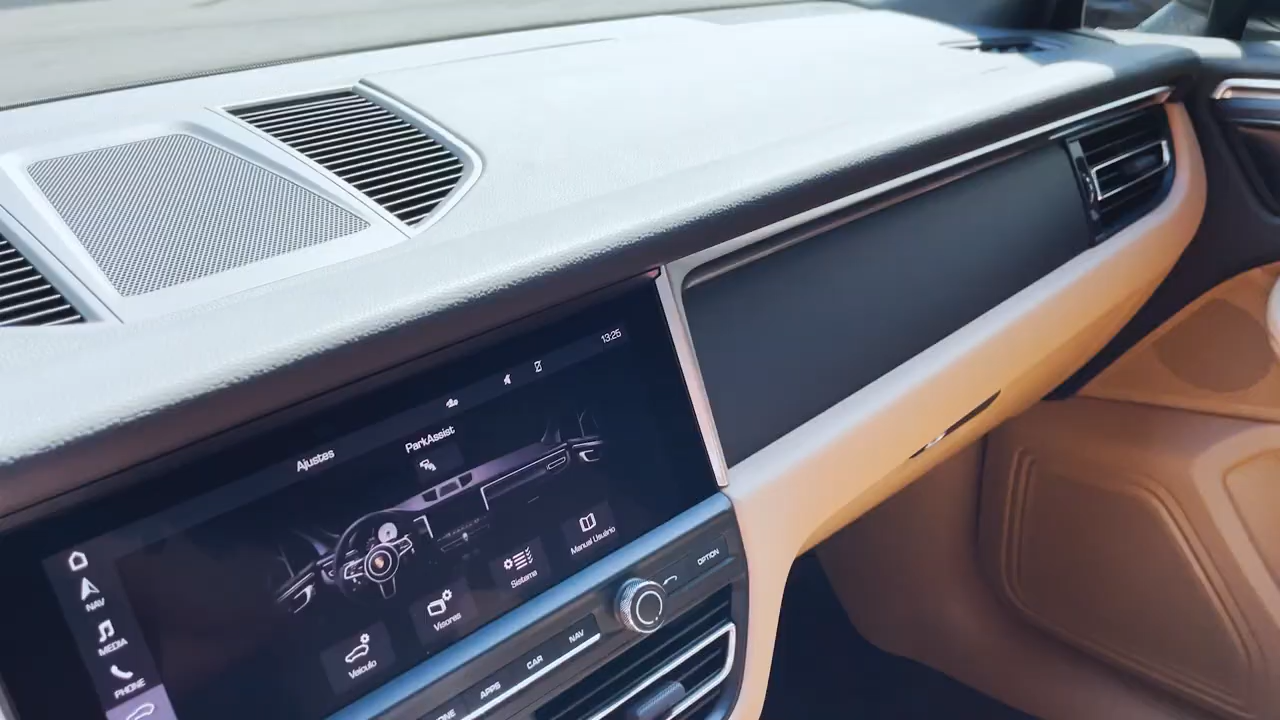 13:25
Ajustes
ParkAssist
NAV
MEDIA
PHONE
Veículo
Visores
Sistema
Manual Usuário
APPS
CAR
NAV
OPTION